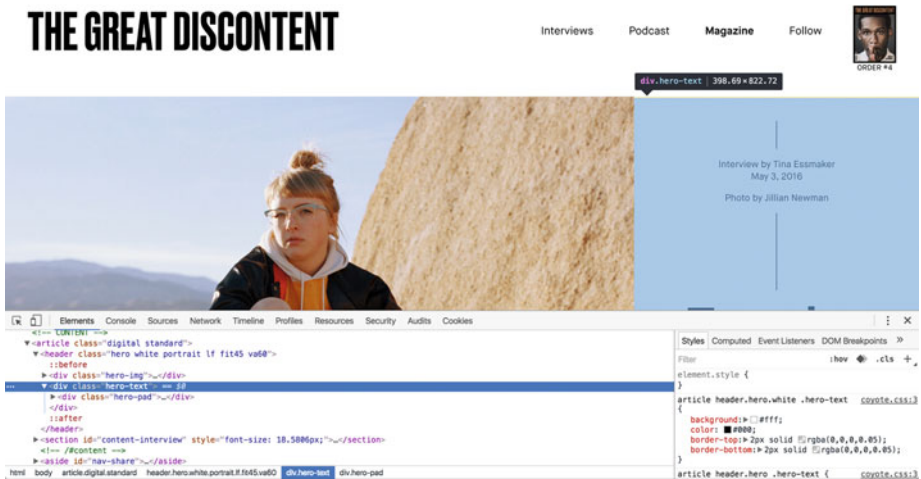 THE GREAT DISCONTENT
Interviews Podcast Magazine Follow
THE GREAT DISCONTENT
ORDER #4
div.hero-text | 398.69×822.72
Interview by Tina Essmaker
May 3, 2016
Photo by Jillian Newman
Elements Console Sources Network Timeline Profiles Resources Security Audits Cookies
<!-- CONTENT -->
▼<article class="digital standard">
▼<header class="hero white portrait lf fit45 va60">
::before
▶<div class="hero-img">…</div>
… ▼<div class="hero-text"> == $0
▶<div class="hero-pad">…</div>
</div>
::after
</header>
▶<section id="content-interview" style="font-size: 18.5806px;">…</section>
<!-- /#content -->
▶<aside id="nav-share">…</aside>
html body article.digital.standard header.hero.white.portrait.lf.fit45.va60 div.hero-text div.hero-pad
Styles Computed Event Listeners DOM Breakpoints »
Filter :hov .cls +
element.style {
}
article header.hero.white .hero-text coyote.css:3
{
background:▶ #fff;
color: #000;
border-top:▶2px solid rgba(0,0,0,0.05);
border-bottom:▶2px solid rgba(0,0,0,0.05);
}
article header.hero .hero-text { coyote.css:3